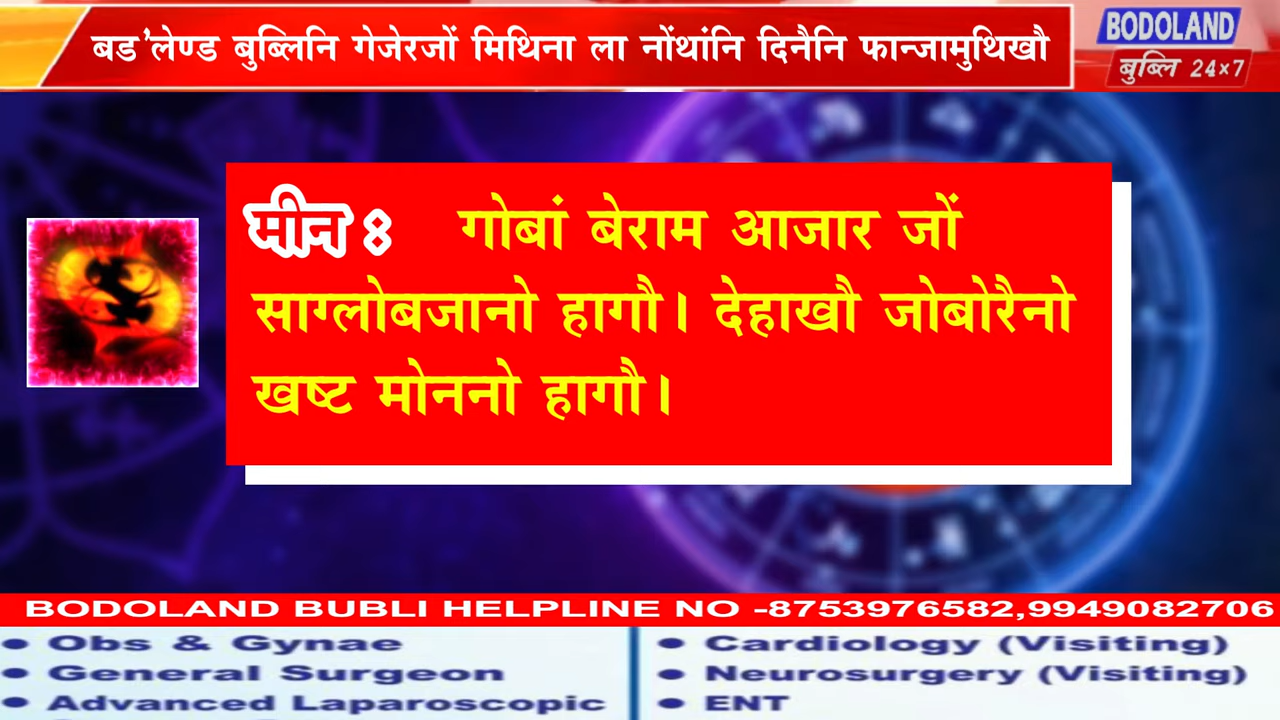 बड'लेण्ड बुब्लिनि गेजेरजों मिथिना ला नोंथांनि दिनैनि फान्जामुथिखौ
BODOLAND
बुब्लि 24×7
मीनः गोबां बेराम आजार जों
साग्लोबजानो हागौ। देहाखौ जोबोरैनो
खष्ट मोननो हागौ।
BODOLAND BUBLI HELPLINE NO -8753976582,9949082706
• Obs & Gynae
• General Surgeon
• Advanced Laparoscopic
• Cardiology (Visiting)
• Neurosurgery (Visiting)
• ENT